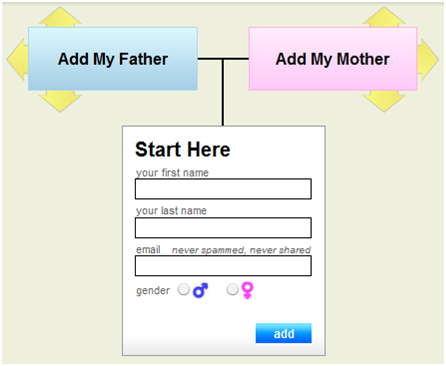 Add My Father
Add My Mother
Start Here
your first name
your last name
email never spammed, never shared
gender
add